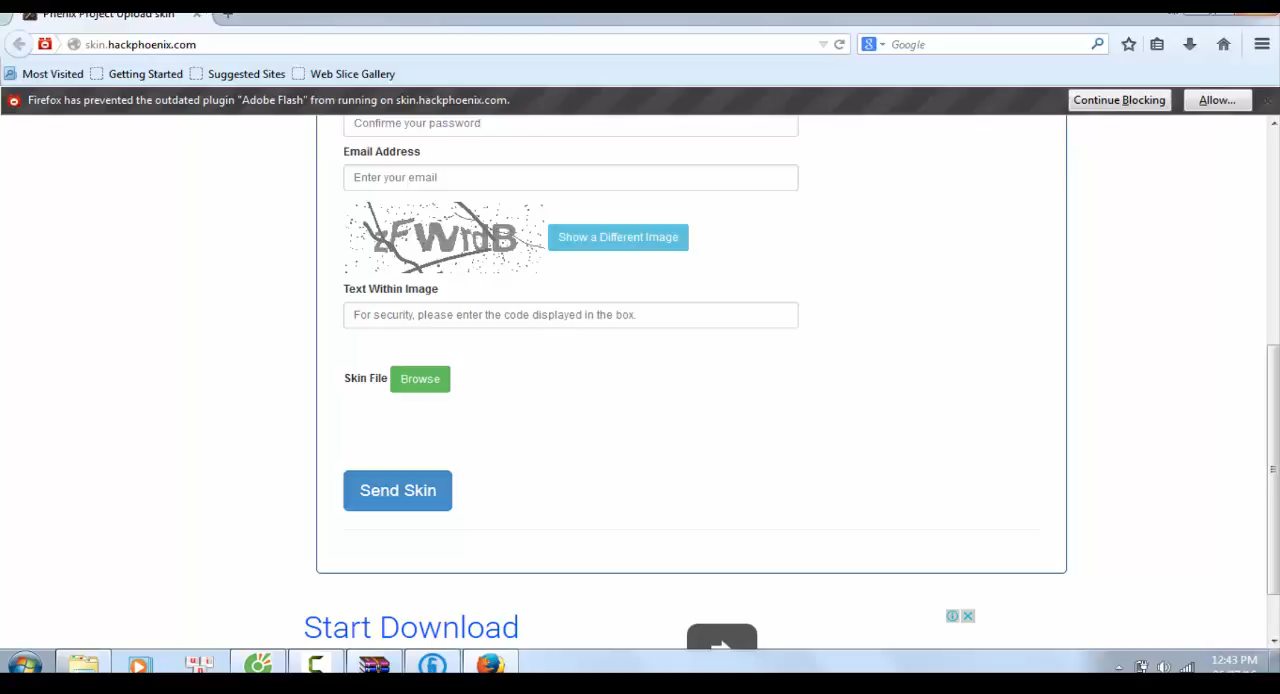 Phenix Project Upload skin
skin.hackphoenix.com
Google
Most Visited
Getting Started
Suggested Sites
Web Slice Gallery
Firefox has prevented the outdated plugin "Adobe Flash" from running on skin.hackphoenix.com.
Continue Blocking
Allow...
Confirme your password
Email Address
Enter your email
zFWrdB
Show a Different Image
Text Within Image
For security, please enter the code displayed in the box.
Skin File
Browse
Send Skin
Start Download
12:43 PM